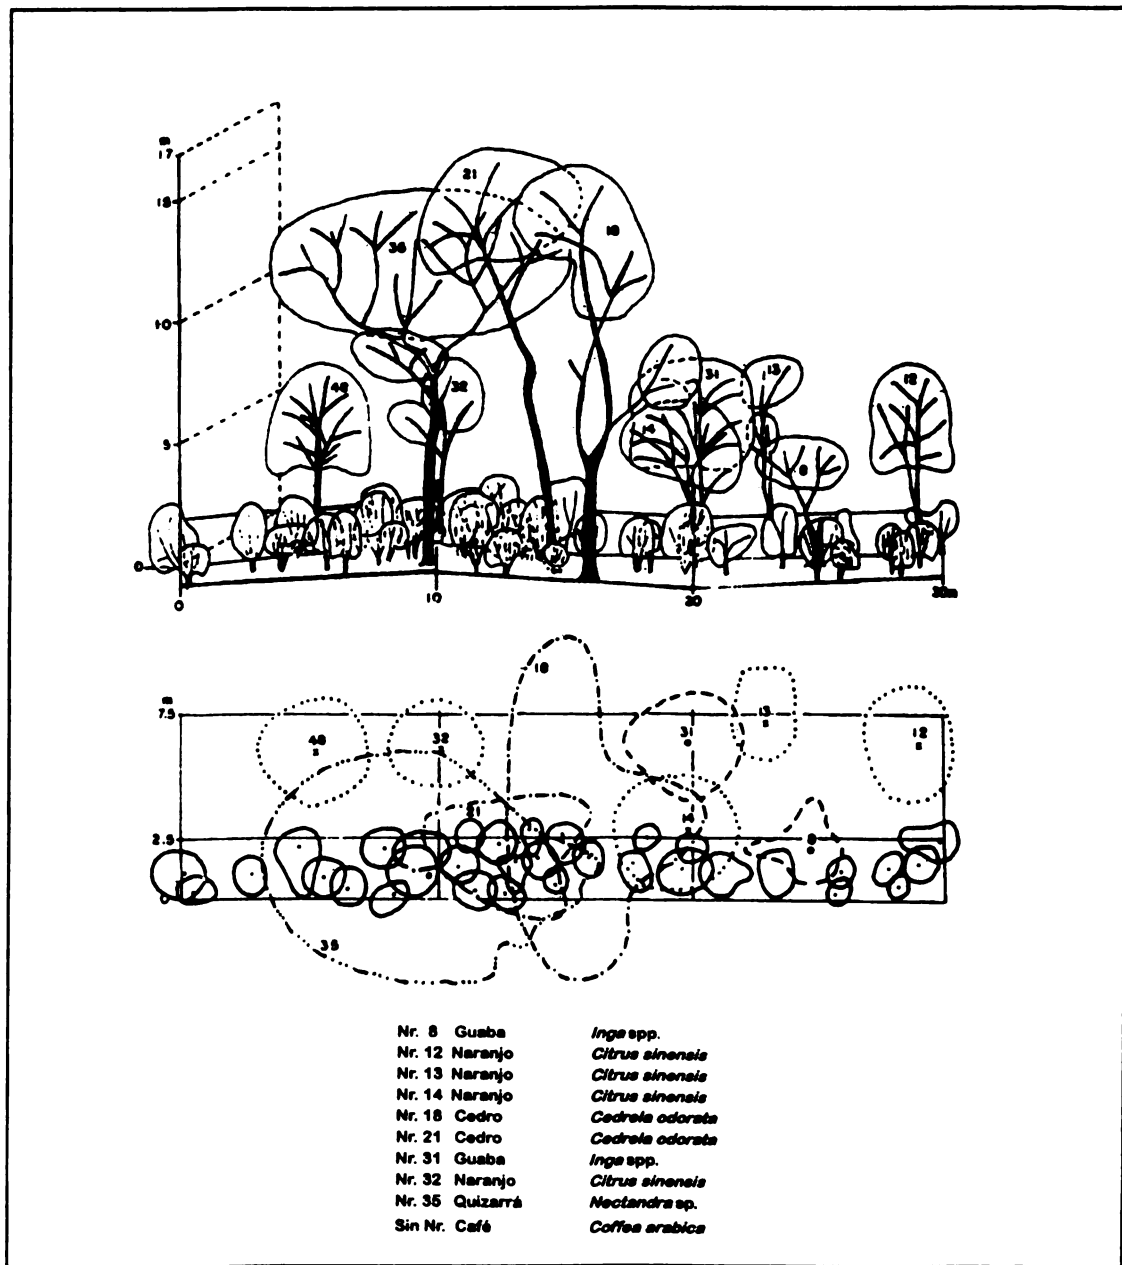 m
17
15
10
5
0
21
18
35
42
32
31
13
12
14
8
0
10
20
30m
18
m
7.5
2.5
0
48
32
31
13
12
21
14
8
35
Nr. 8 Guaba Inga spp.
Nr. 12 Naranjo Citrus sinensis
Nr. 13 Naranjo Citrus sinensis
Nr. 14 Naranjo Citrus sinensis
Nr. 18 Cedro Cedrela odorata
Nr. 21 Cedro Cedrela odorata
Nr. 31 Guaba Inga spp.
Nr. 32 Naranjo Citrus sinensis
Nr. 35 Quizarrá Nectandra sp.
Sin Nr. Café Coffea arabica